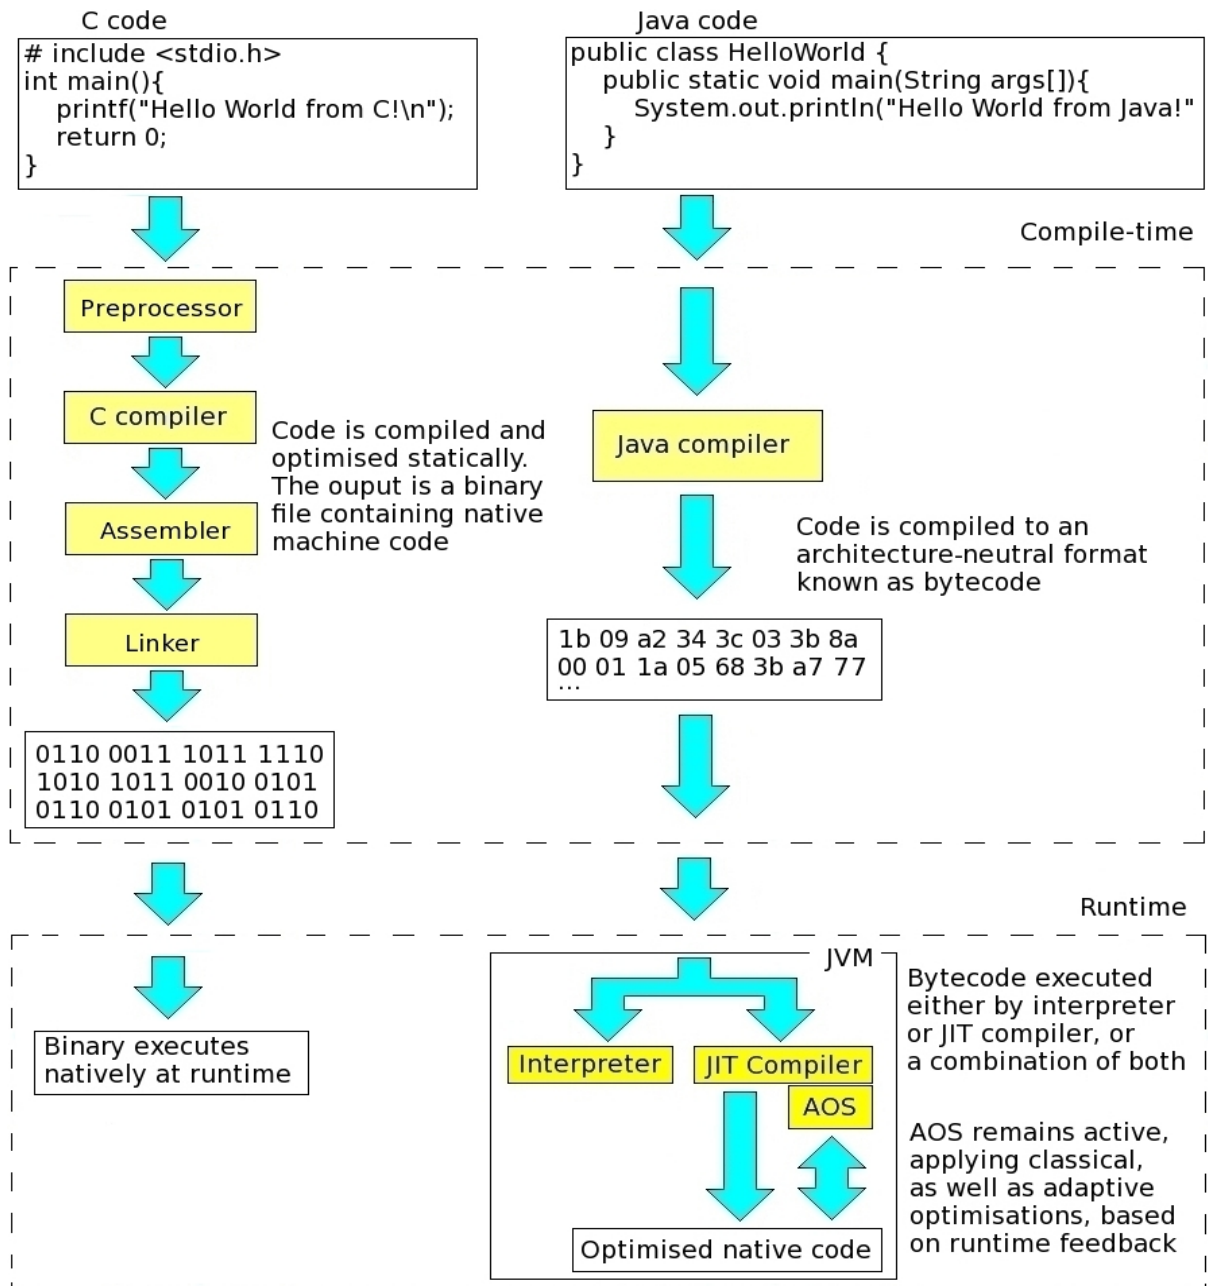 C code
# include <stdio.h>
int main(){
printf("Hello World from C!\n");
return 0;
}
Java code
public class HelloWorld {
public static void main(String args[]){
System.out.println("Hello World from Java!"
}
}
Compile-time
Preprocessor
C compiler
Assembler
Linker
Code is compiled and
optimised statically.
The ouput is a binary
file containing native
machine code
0110 0011 1011 1110
1010 1011 0010 0101
0110 0101 0101 0110
Java compiler
Code is compiled to an
architecture-neutral format
known as bytecode
1b 09 a2 34 3c 03 3b 8a
00 01 1a 05 68 3b a7 77
...
Runtime
Binary executes
natively at runtime
JVM
Interpreter
JIT Compiler
AOS
Optimised native code
Bytecode executed
either by interpreter
or JIT compiler, or
a combination of both
AOS remains active,
applying classical,
as well as adaptive
optimisations, based
on runtime feedback